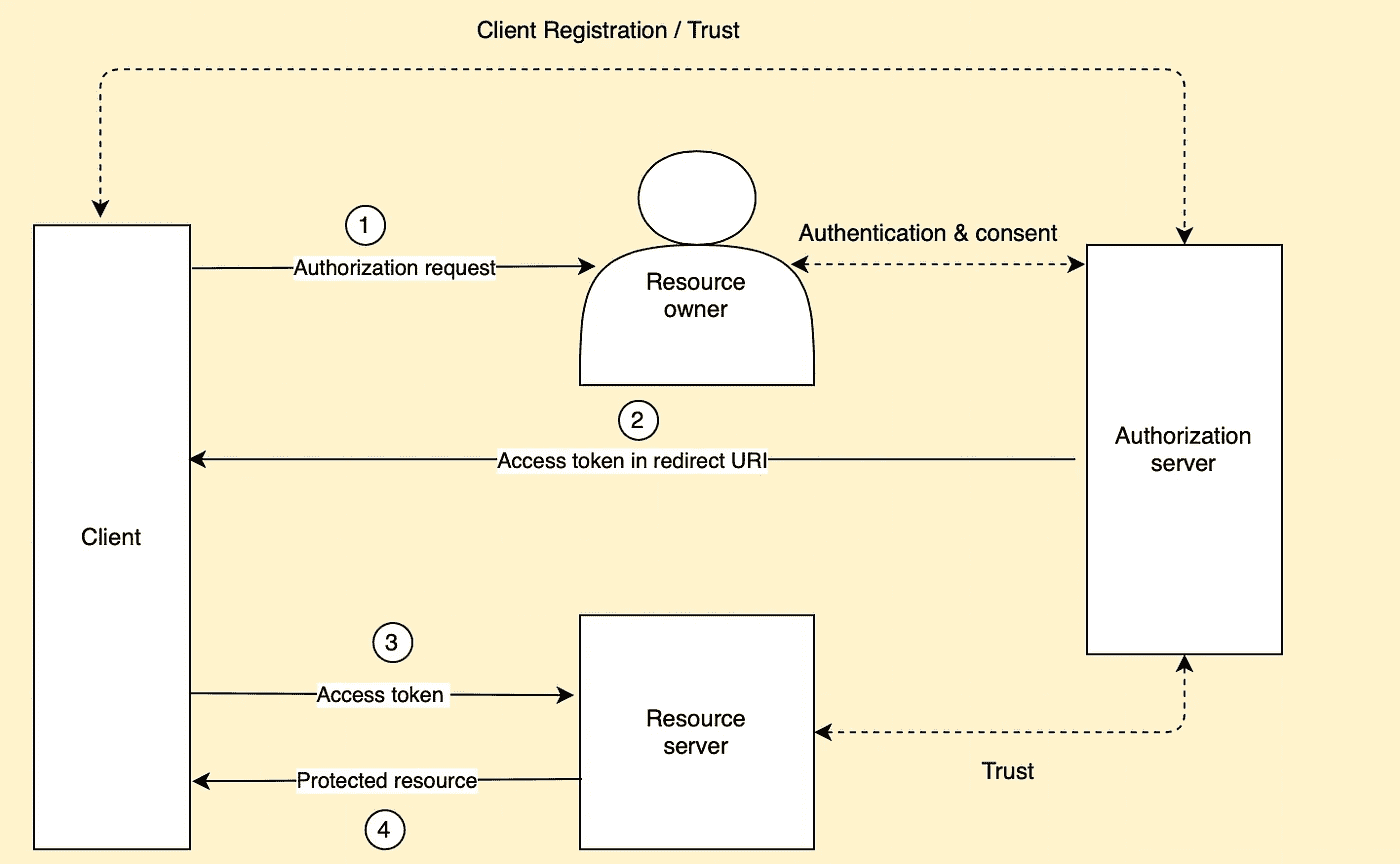 Client Registration / Trust
1
Authorization request
Resource
owner
Authentication & consent
2
Access token in redirect URI
Authorization
server
Client
3
Access token
Resource
server
Protected resource
4
Trust